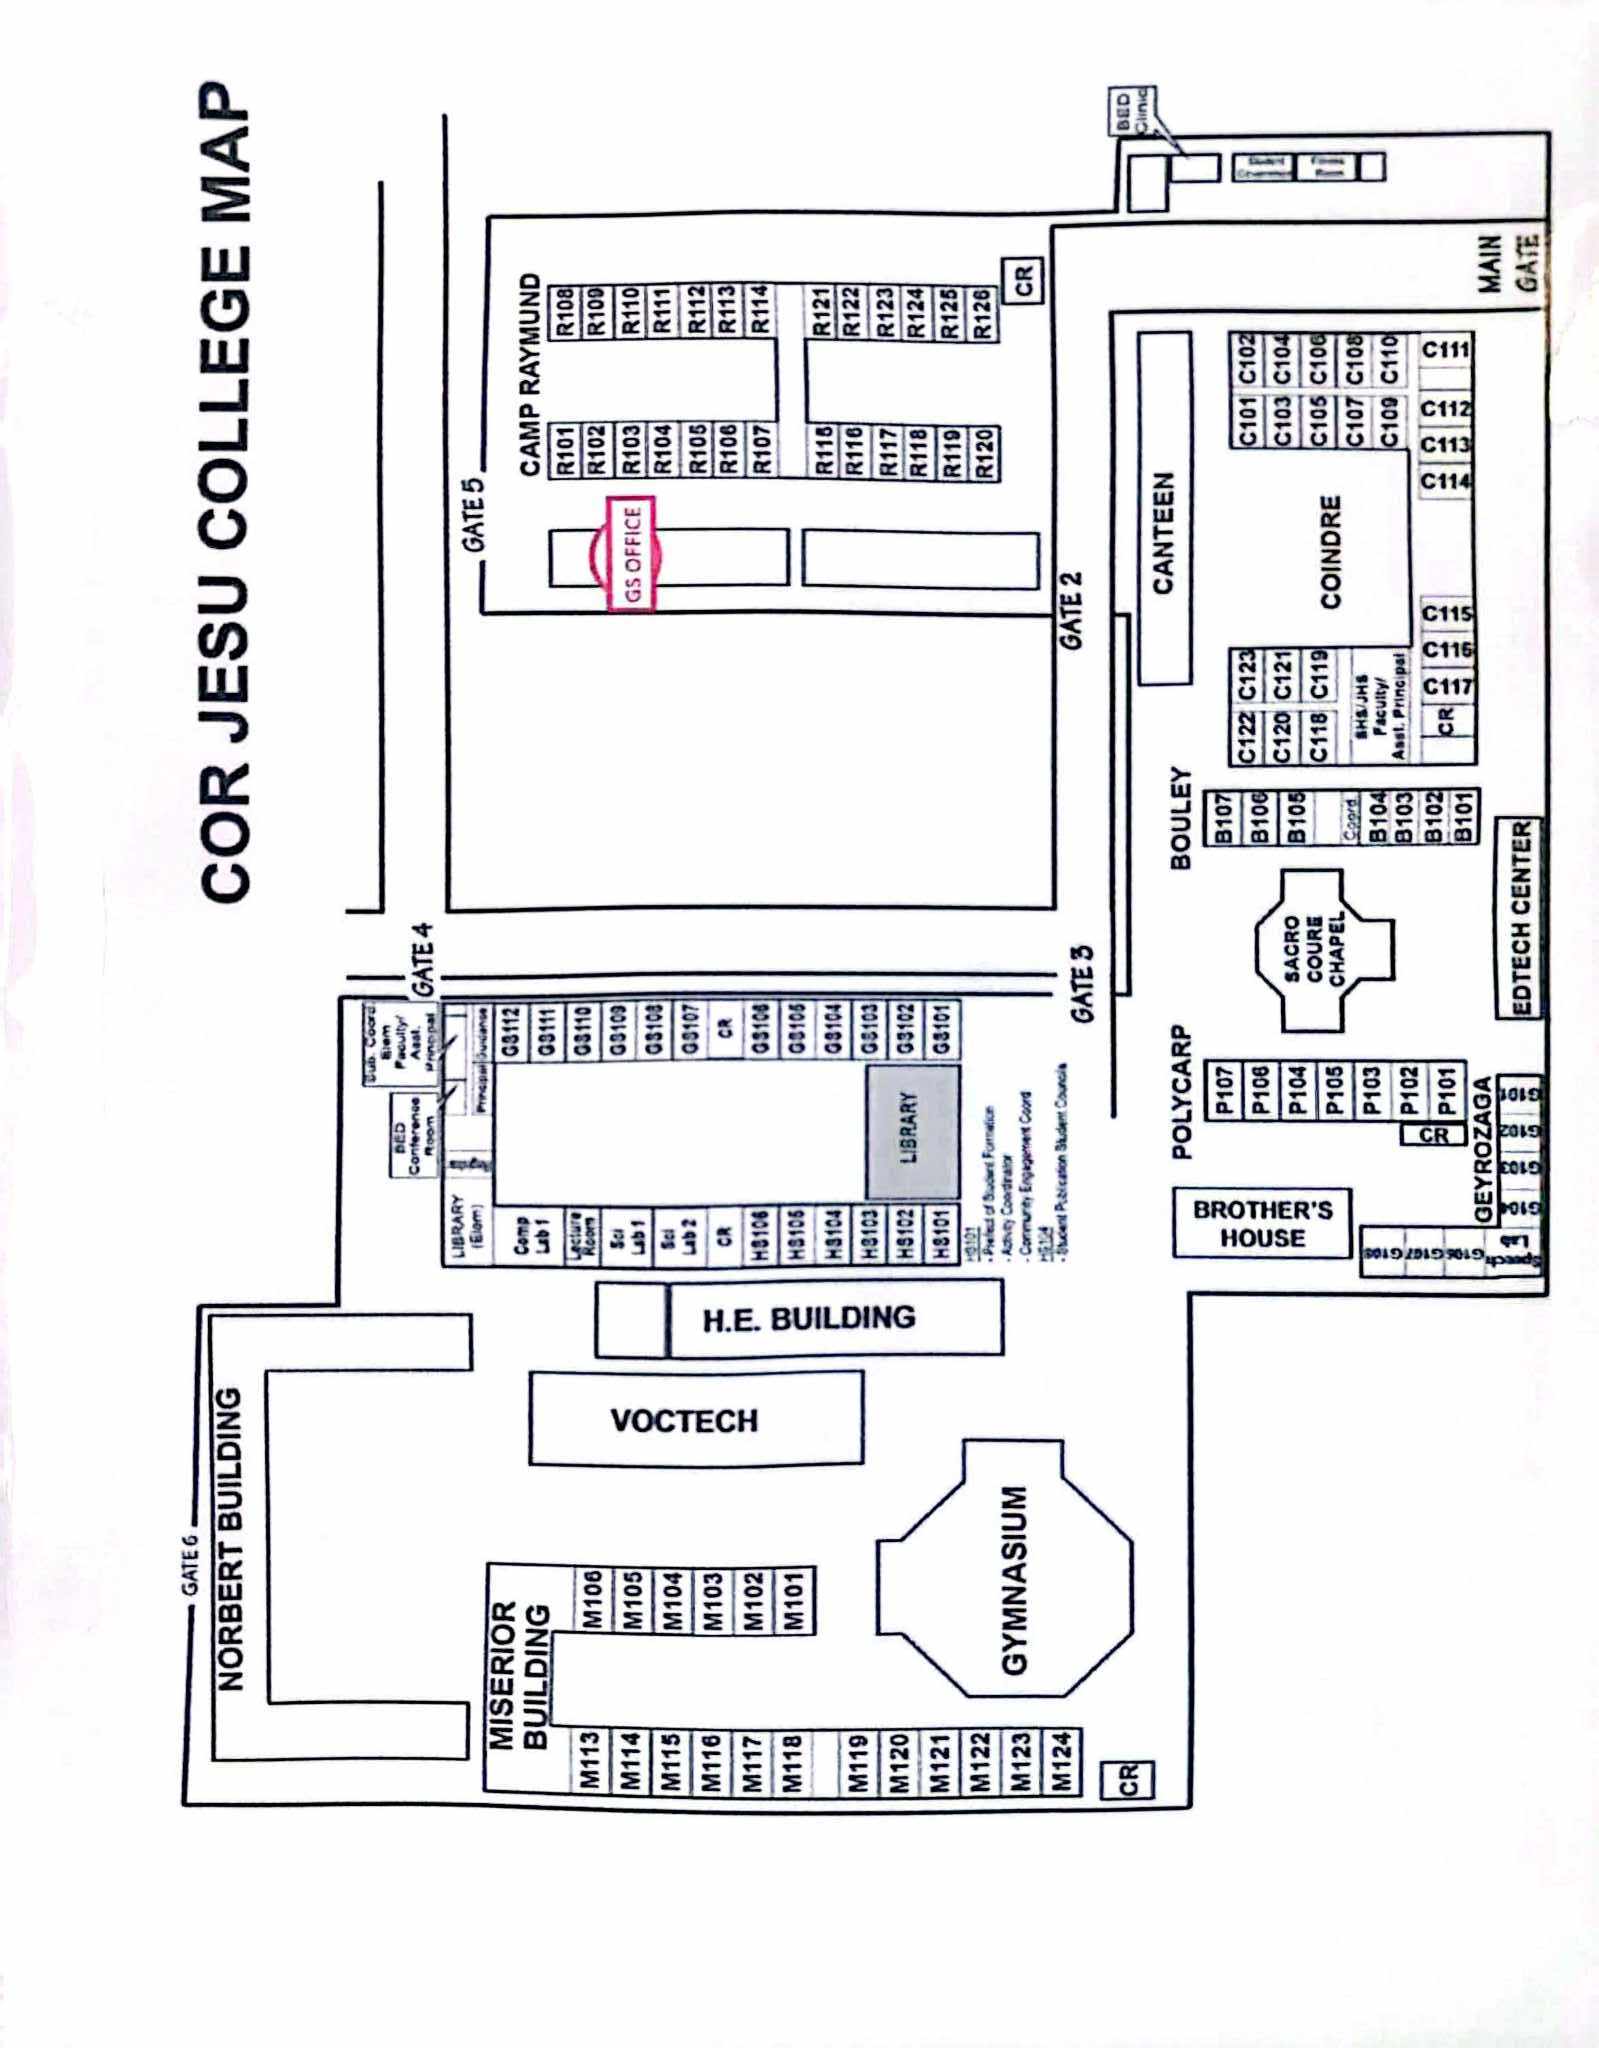 COR JESU COLLEGE MAP
GATE 6
NORBERT BUILDING
GATE 4
GATE 5
Sub. Coord
Elem
Faculty/
Asst.
Principal
BED
Conference
Room
Principal
Guidance
LIBRARY
(Elem)
GS112
GS111
GS110
GS109
GS108
GS107
CR
GS106
GS105
GS104
GS103
GS102
GS101
Comp
Lab 1
Lecture
Room
Sci
Lab 1
Sci
Lab 2
CR
HS106
HS105
HS104
HS103
HS102
HS101
LIBRARY
HS101
- Prefect of Student Formation
- Activity Coordinator
- Community Engagement Coord
HS104
- Student Publication Student Councils
H.E. BUILDING
VOCTECH
GYMNASIUM
MISERIOR
BUILDING
M106
M105
M104
M103
M102
M101
M113
M114
M115
M116
M117
M118
M119
M120
M121
M122
M123
M124
CR
CAMP RAYMUND
GS OFFICE
R101
R102
R103
R104
R105
R106
R107
R108
R109
R110
R111
R112
R113
R114
R115
R116
R117
R118
R119
R120
R121
R122
R123
R124
R125
R126
CR
BED
Clinic
Student
MAIN
GATE
GATE 2
GATE 3
CANTEEN
COINDRE
C101
C102
C103
C104
C105
C106
C107
C108
C109
C110
C111
C112
C113
C114
C115
C116
C117
CR
C123
C121
C119
C122
C120
C118
SHS/JHS
Faculty/
Asst. Principal
BOULEY
B107
B106
B105
Coord
B104
B103
B102
B101
SACRO
COURE
CHAPEL
EDTECH CENTER
POLYCARP
P107
P106
P104
P105
P103
P102
P101
CR
BROTHER'S
HOUSE
GEYROZAGA
G101
G102
G103
G104
Speech
Lab
G106
G107
G108